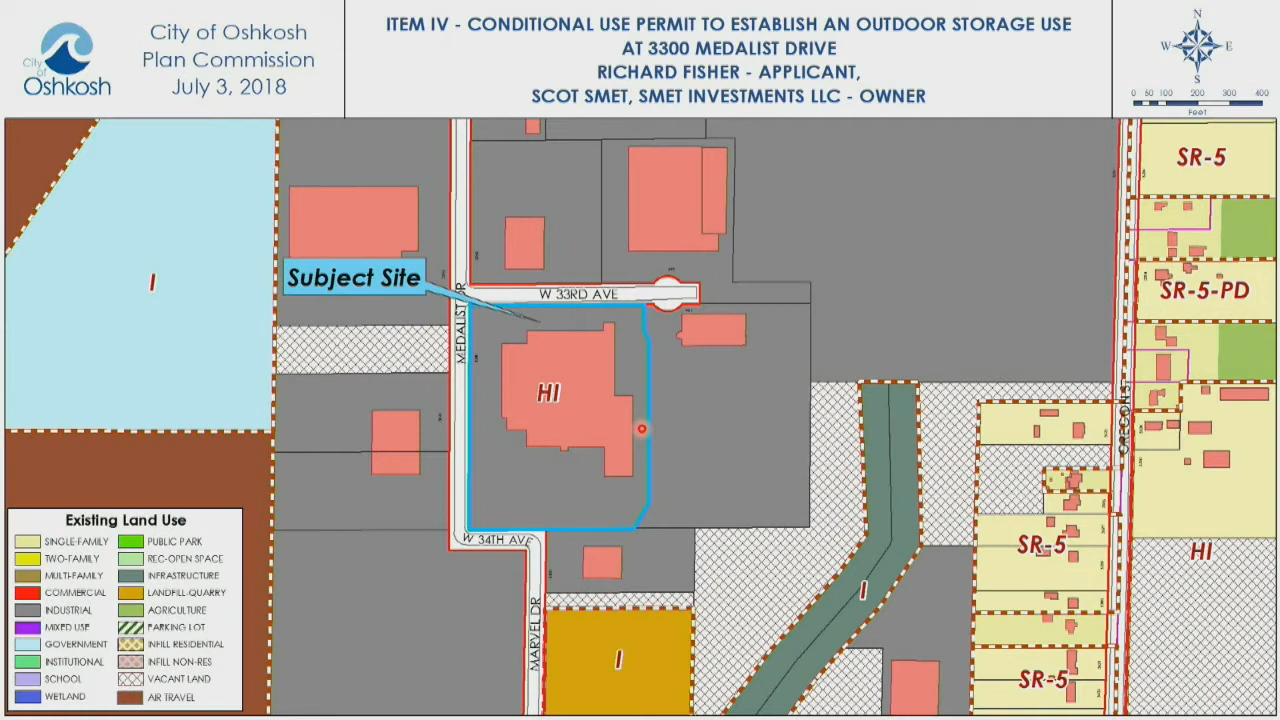 City of Oshkosh
Plan Commission
July 3, 2018
City
of
Oshkosh
ITEM IV - CONDITIONAL USE PERMIT TO ESTABLISH AN OUTDOOR STORAGE USE
AT 3300 MEDALIST DRIVE
RICHARD FISHER - APPLICANT,
SCOT SMET, SMET INVESTMENTS LLC - OWNER
N
W E
S
0 50 100 200 300 400
Feet
SR-5
I
Subject Site
W 33RD AVE
MEDALIST DR
SR-5-PD
HI
OREGON ST
W 34TH AVE
SR-5
HI
I
MARVEL DR
I
SR-5
Existing Land Use
SINGLE-FAMILY
TWO-FAMILY
MULTI-FAMILY
COMMERCIAL
INDUSTRIAL
MIXED USE
GOVERNMENT
INSTITUTIONAL
SCHOOL
WETLAND
PUBLIC PARK
REC-OPEN SPACE
INFRASTRUCTURE
LANDFILL-QUARRY
AGRICULTURE
PARKING LOT
INFILL RESIDENTIAL
INFILL NON-RES
VACANT LAND
AIR TRAVEL